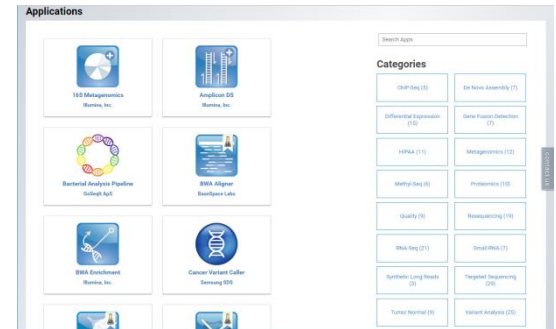 Applications
16S Metagenomics
Illumina, Inc.
Amplicon DS
Illumina, Inc.
Bacterial Analysis Pipeline
GoSeqIt ApS
BWA Aligner
BaseSpace Labs
BWA Enrichment
Illumina, Inc.
Cancer Variant Caller
Samsung SDS
Search Apps
Categories
ChIP-Seq (3)
De Novo Assembly (7)
Differential Expression
(15)
Gene Fusion Detection
(7)
HIPAA (11)
Metagenomics (12)
Methyl-Seq (6)
Proteomics (10)
Quality (9)
Resequencing (19)
RNA-Seq (21)
Small RNA (7)
Synthetic Long Reads
(3)
Targeted Sequencing
(29)
Tumor Normal (9)
Variant Analysis (25)
CONTACT US